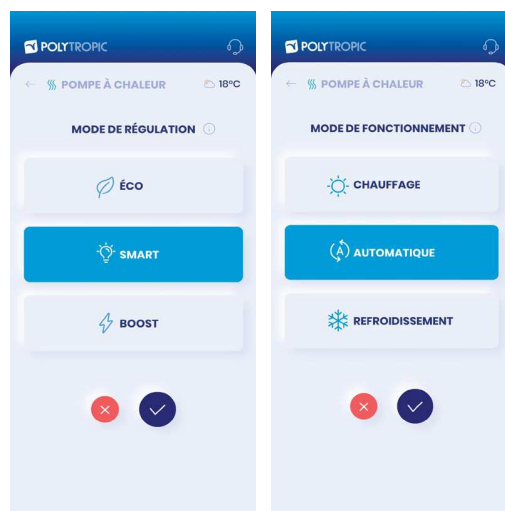 POLYTROPIC
POMPE À CHALEUR 18°C
MODE DE RÉGULATION
ÉCO
SMART
BOOST
POLYTROPIC
POMPE À CHALEUR 18°C
MODE DE FONCTIONNEMENT
CHAUFFAGE
A AUTOMATIQUE
REFROIDISSEMENT